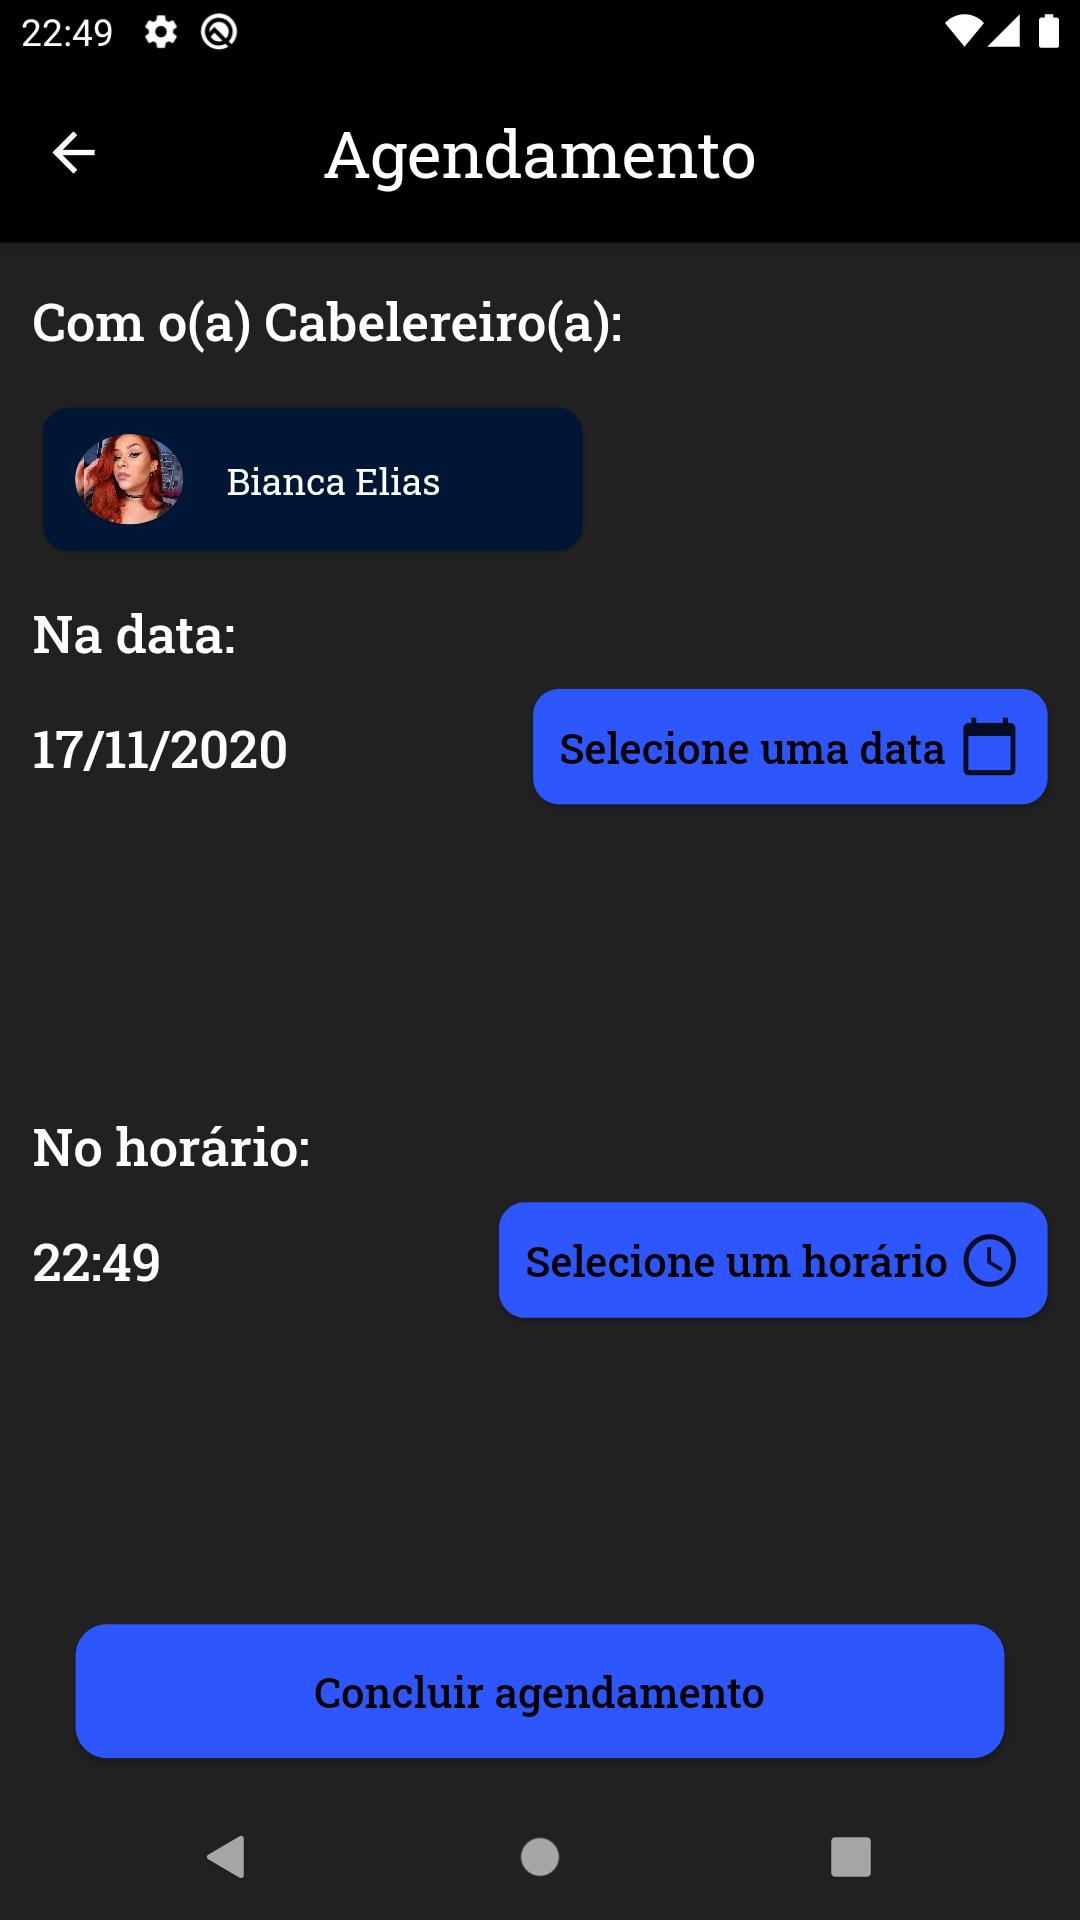 22:49
Agendamento
Com o(a) Cabelereiro(a):
Bianca Elias
Na data:
17/11/2020
Selecione uma data
No horário:
22:49
Selecione um horário
Concluir agendamento